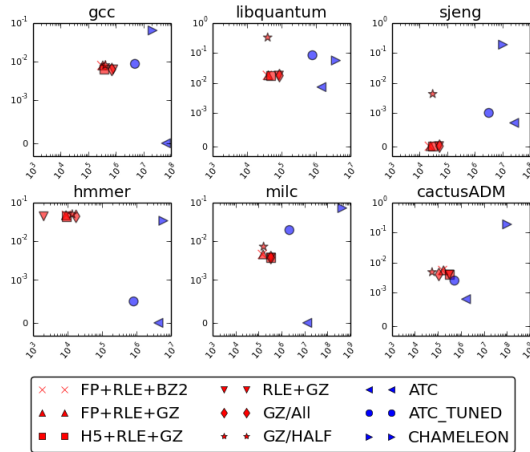 gcc libquantum sjeng
10^-1 10^0 10^0
10^-2 10^-2 10^-2
10^-3 10^-3 10^-3
0 0 0
10^3 10^4 10^5 10^6 10^7 10^8 10^3 10^4 10^5 10^6 10^7 10^3 10^4 10^5 10^6 10^7 10^8
hmmer milc cactusADM
10^-1 10^-1 10^0
10^-2 10^-2 10^-2
10^-3 10^-3 10^-3
0 0 0
10^3 10^4 10^5 10^6 10^7 10^3 10^4 10^5 10^6 10^7 10^8 10^9 10^3 10^4 10^5 10^6 10^7 10^8 10^9
FP+RLE+BZ2 RLE+GZ ATC
FP+RLE+GZ GZ/All ATC_TUNED
H5+RLE+GZ GZ/HALF CHAMELEON